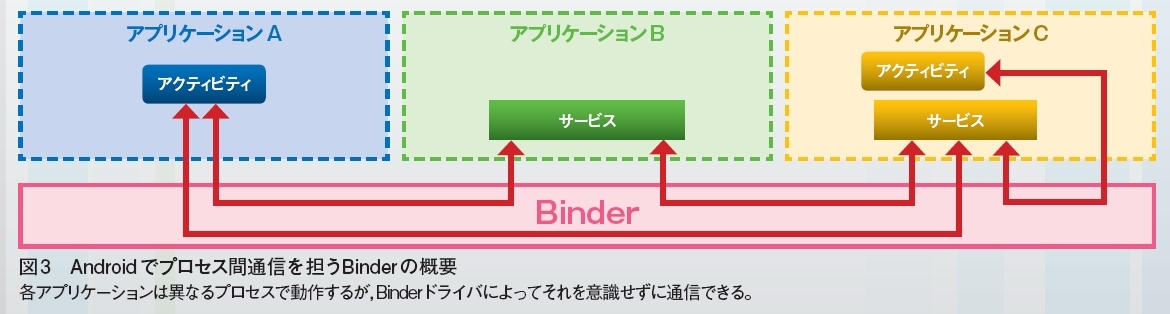 アプリケーションA
アプリケーションB
アプリケーションC
アクティビティ
アクティビティ
サービス
サービス
Binder
図3　Androidでプロセス間通信を担うBinderの概要
各アプリケーションは異なるプロセスで動作するが,Binderドライバによってそれを意識せずに通信できる。